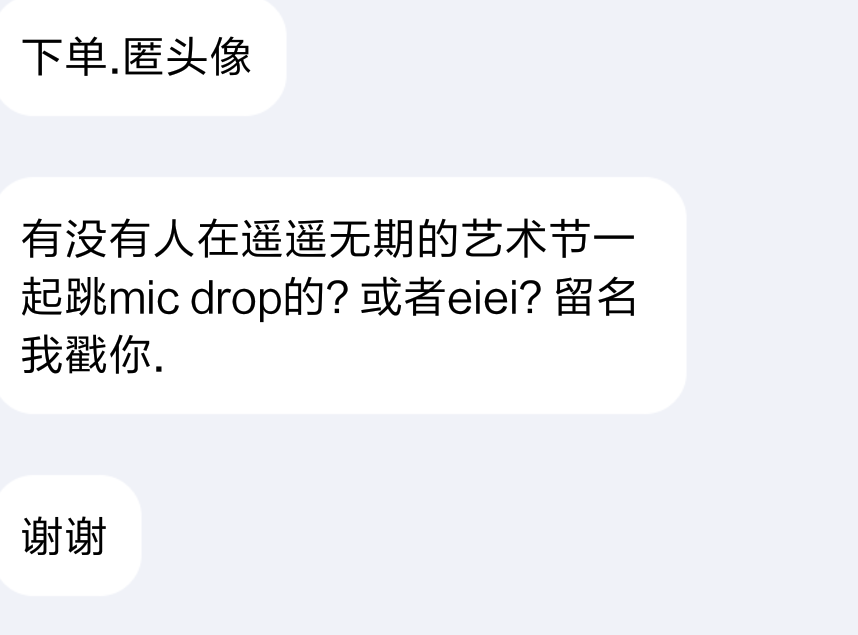 下单.匿头像
有没有人在遥遥无期的艺术节一
起跳mic drop的? 或者eiei? 留名
我戳你.
谢谢